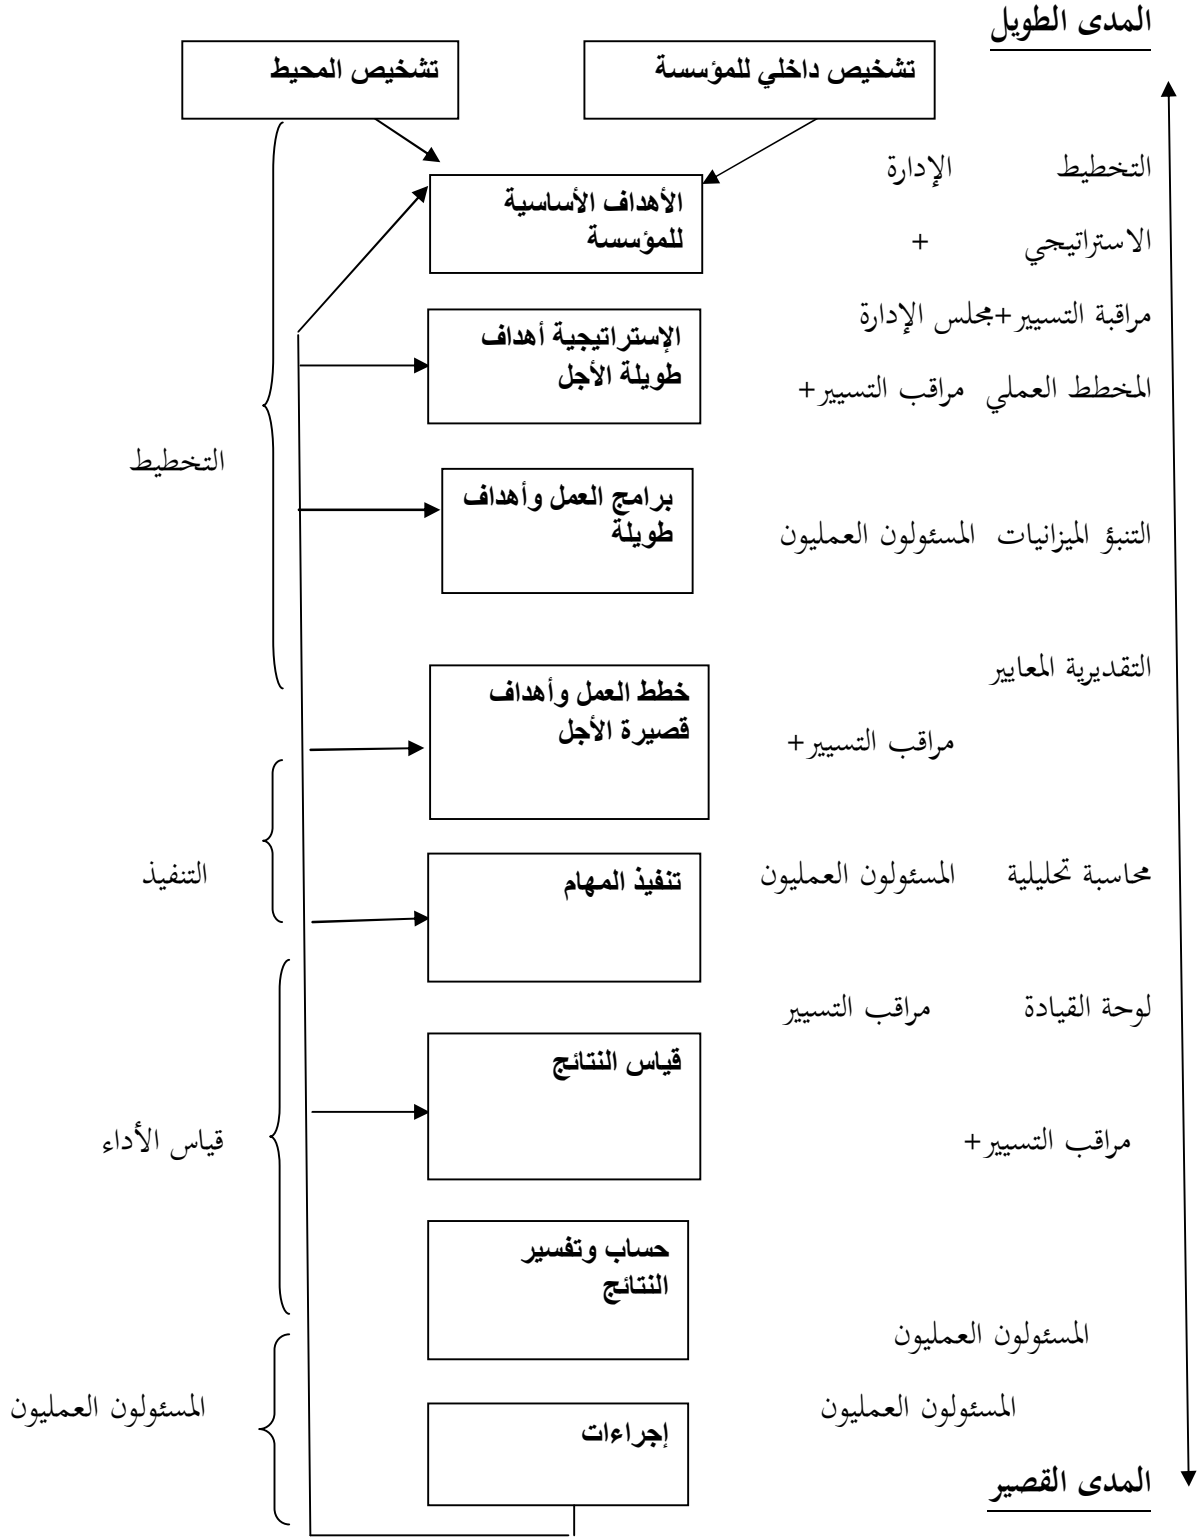 المدى الطويل
تشخيص داخلي للمؤسسة
تشخيص المحيط
التخطيط الإدارة
الأهداف الأساسية
للمؤسسة
الاستراتيجي +
مراقبة التسيير+مجلس الإدارة
الإستراتيجية أهداف
طويلة الأجل
المخطط العملي مراقب التسيير+
التخطيط
برامج العمل وأهداف
طويلة
التنبؤ الميزانيات المسئولون العمليون
التقديرية المعايير
خطط العمل وأهداف
قصيرة الأجل
مراقب التسيير+
محاسبة تحليلية المسئولون العمليون
تنفيذ المهام
التنفيذ
لوحة القيادة مراقب التسيير
قياس النتائج
مراقب التسيير+
قياس الأداء
حساب وتفسير
النتائج
المسئولون العمليون
المسئولون العمليون
إجراءات
المسئولون العمليون
المدى القصير